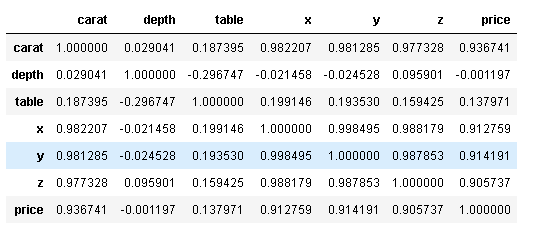 carat depth table x y z price
carat 1.000000 0.029041 0.187395 0.982207 0.981285 0.977328 0.936741
depth 0.029041 1.000000 -0.296747 -0.021458 -0.024528 0.095901 -0.001197
table 0.187395 -0.296747 1.000000 0.199146 0.193530 0.159425 0.137971
x 0.982207 -0.021458 0.199146 1.000000 0.998495 0.988179 0.912759
y 0.981285 -0.024528 0.193530 0.998495 1.000000 0.987853 0.914191
z 0.977328 0.095901 0.159425 0.988179 0.987853 1.000000 0.905737
price 0.936741 -0.001197 0.137971 0.912759 0.914191 0.905737 1.000000